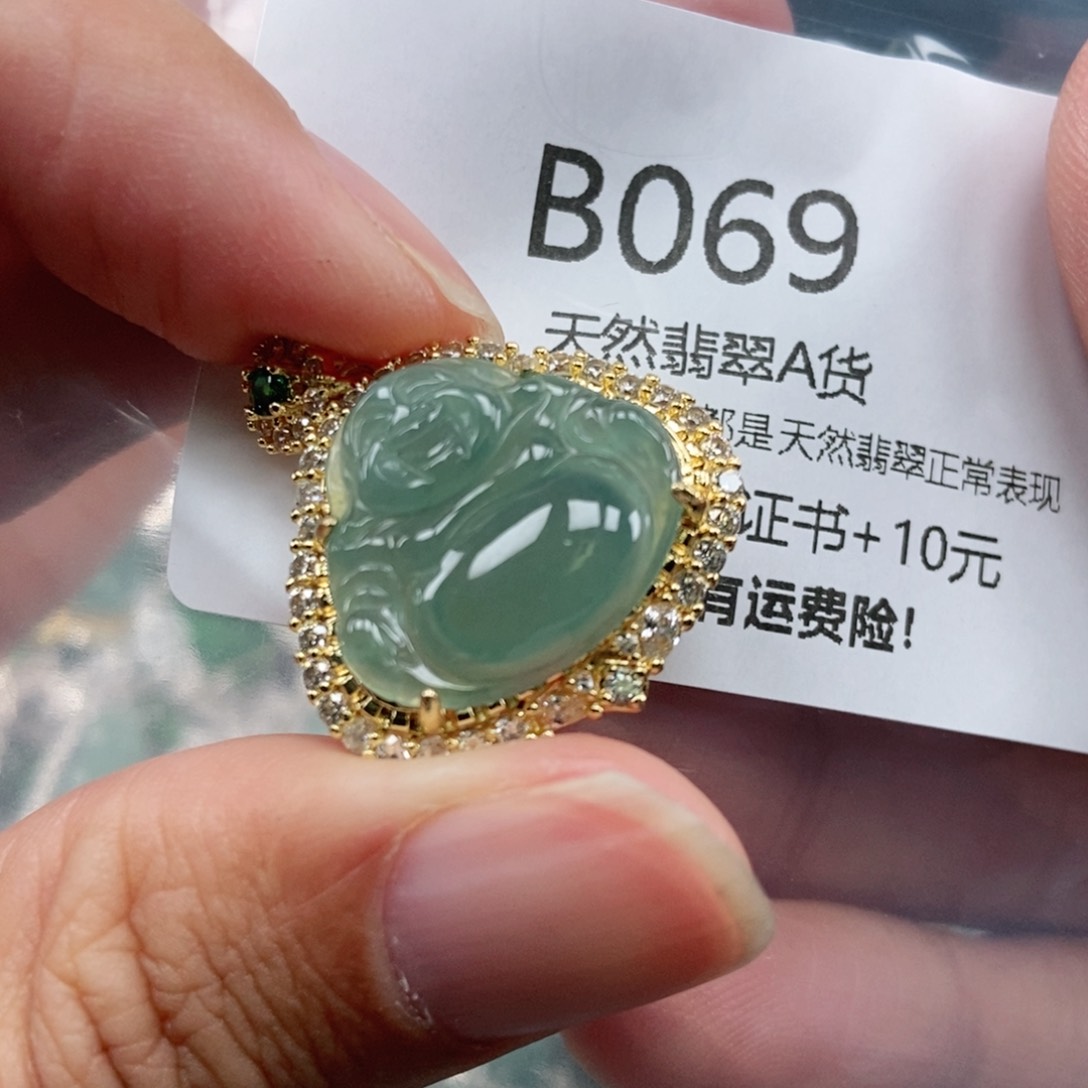 B069
天然翡翠A货
都是天然翡翠正常表现
证书+10元
有运费险!